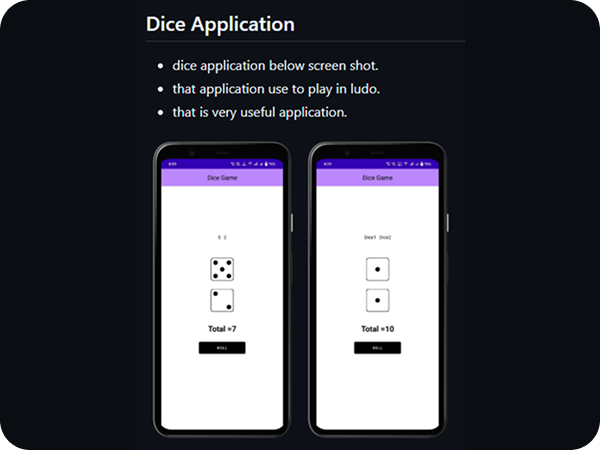 Dice Application
dice application below screen shot.
that application use to play in ludo.
that is very useful application.
Dice Game
5 2
Total =7
ROLL
Dice Game
Dice1 Dice2
Total =10
ROLL